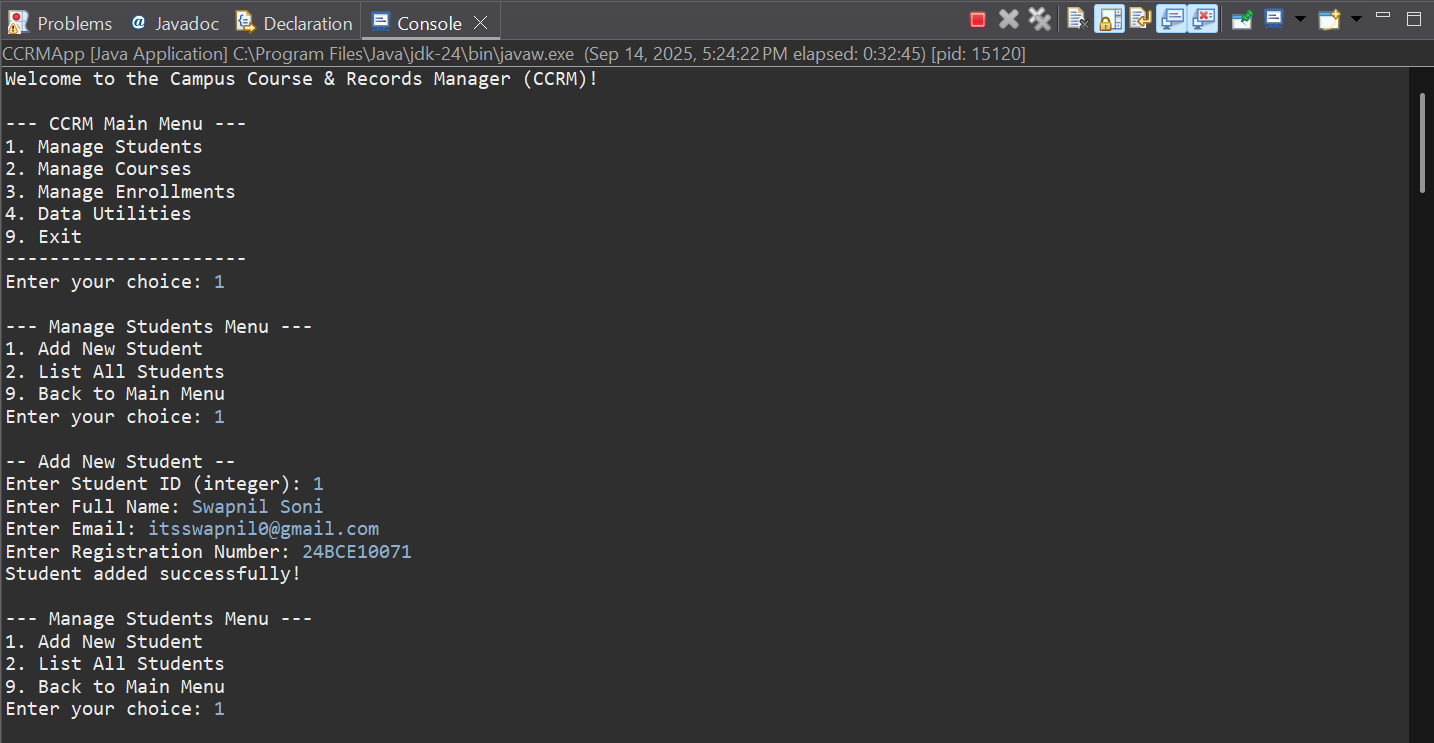 Problems @ Javadoc Declaration Console
CCRMApp [Java Application] C:\Program Files\Java\jdk-24\bin\javaw.exe (Sep 14, 2025, 5:24:22 PM elapsed: 0:32:45) [pid: 15120]
Welcome to the Campus Course & Records Manager (CCRM)!
--- CCRM Main Menu ---
1. Manage Students
2. Manage Courses
3. Manage Enrollments
4. Data Utilities
9. Exit
----------------------
Enter your choice: 1
--- Manage Students Menu ---
1. Add New Student
2. List All Students
9. Back to Main Menu
Enter your choice: 1
-- Add New Student --
Enter Student ID (integer): 1
Enter Full Name: Swapnil Soni
Enter Email: itsswapnil0@gmail.com
Enter Registration Number: 24BCE10071
Student added successfully!
--- Manage Students Menu ---
1. Add New Student
2. List All Students
9. Back to Main Menu
Enter your choice: 1